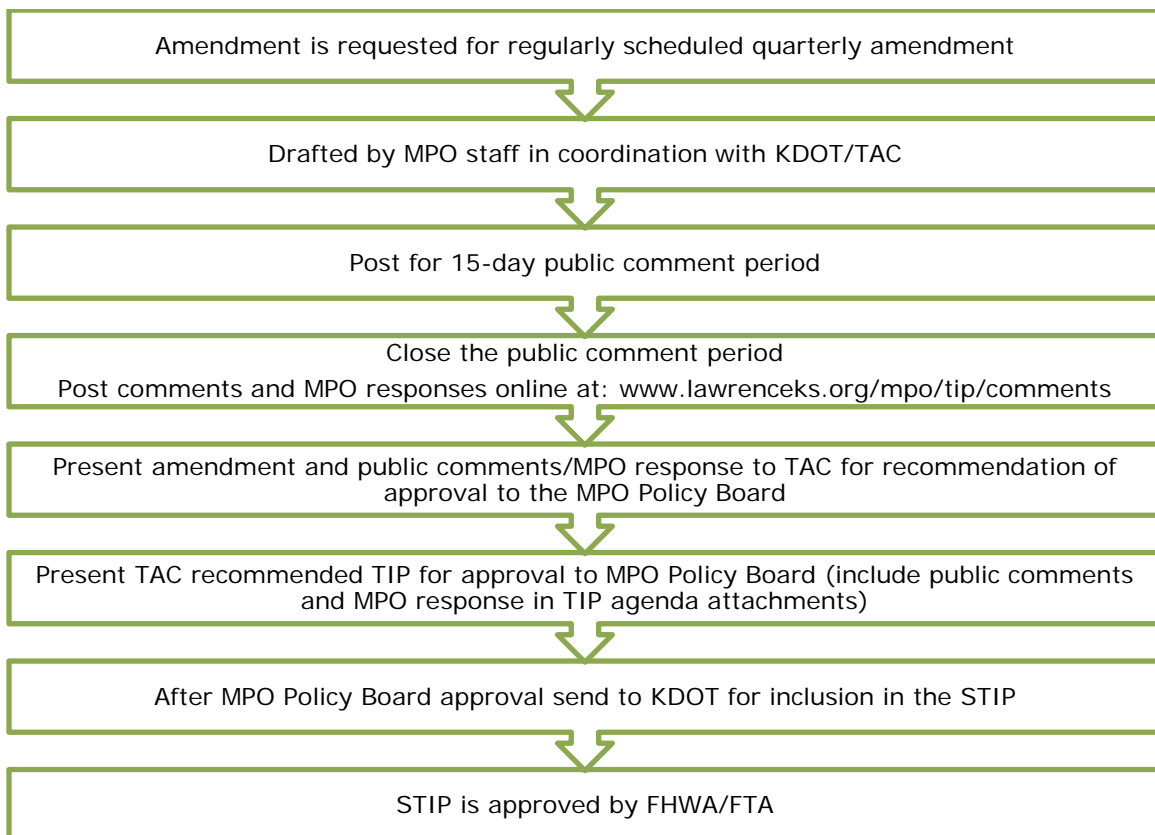 Amendment is requested for regularly scheduled quarterly amendment
Drafted by MPO staff in coordination with KDOT/TAC
Post for 15-day public comment period
Close the public comment period
Post comments and MPO responses online at: www.lawrenceks.org/mpo/tip/comments
Present amendment and public comments/MPO response to TAC for recommendation of
approval to the MPO Policy Board
Present TAC recommended TIP for approval to MPO Policy Board (include public comments
and MPO response in TIP agenda attachments)
After MPO Policy Board approval send to KDOT for inclusion in the STIP
STIP is approved by FHWA/FTA